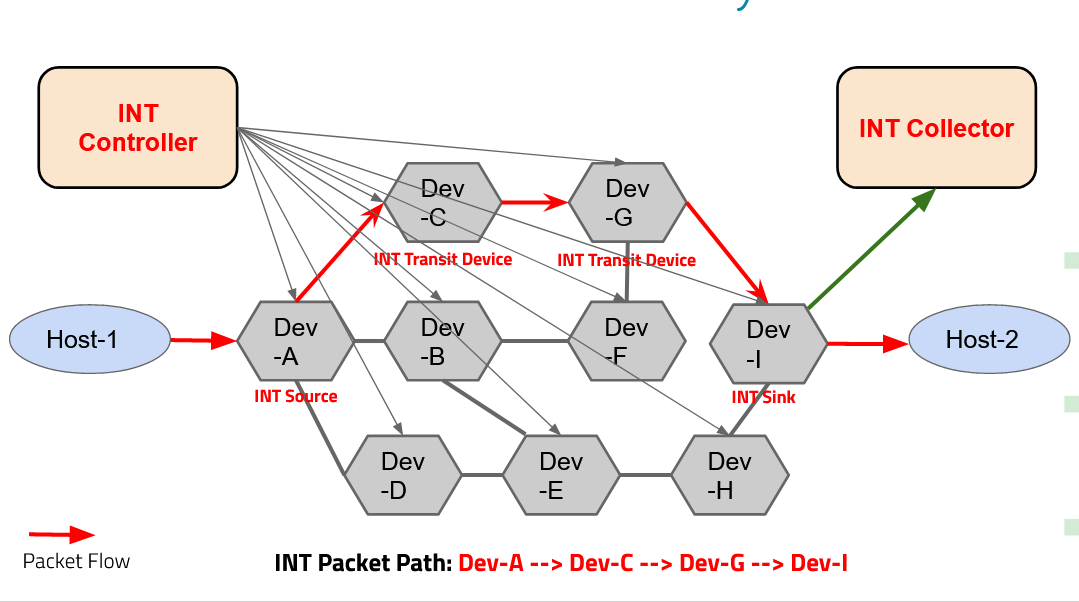 INT
Controller
INT Collector
Dev
-C
Dev
-G
INT Transit Device
INT Transit Device
Host-1
Dev
-A
Dev
-B
Dev
-F
Dev
-I
Host-2
INT Source
INT Sink
Dev
-D
Dev
-E
Dev
-H
Packet Flow
INT Packet Path: Dev-A --> Dev-C --> Dev-G --> Dev-I